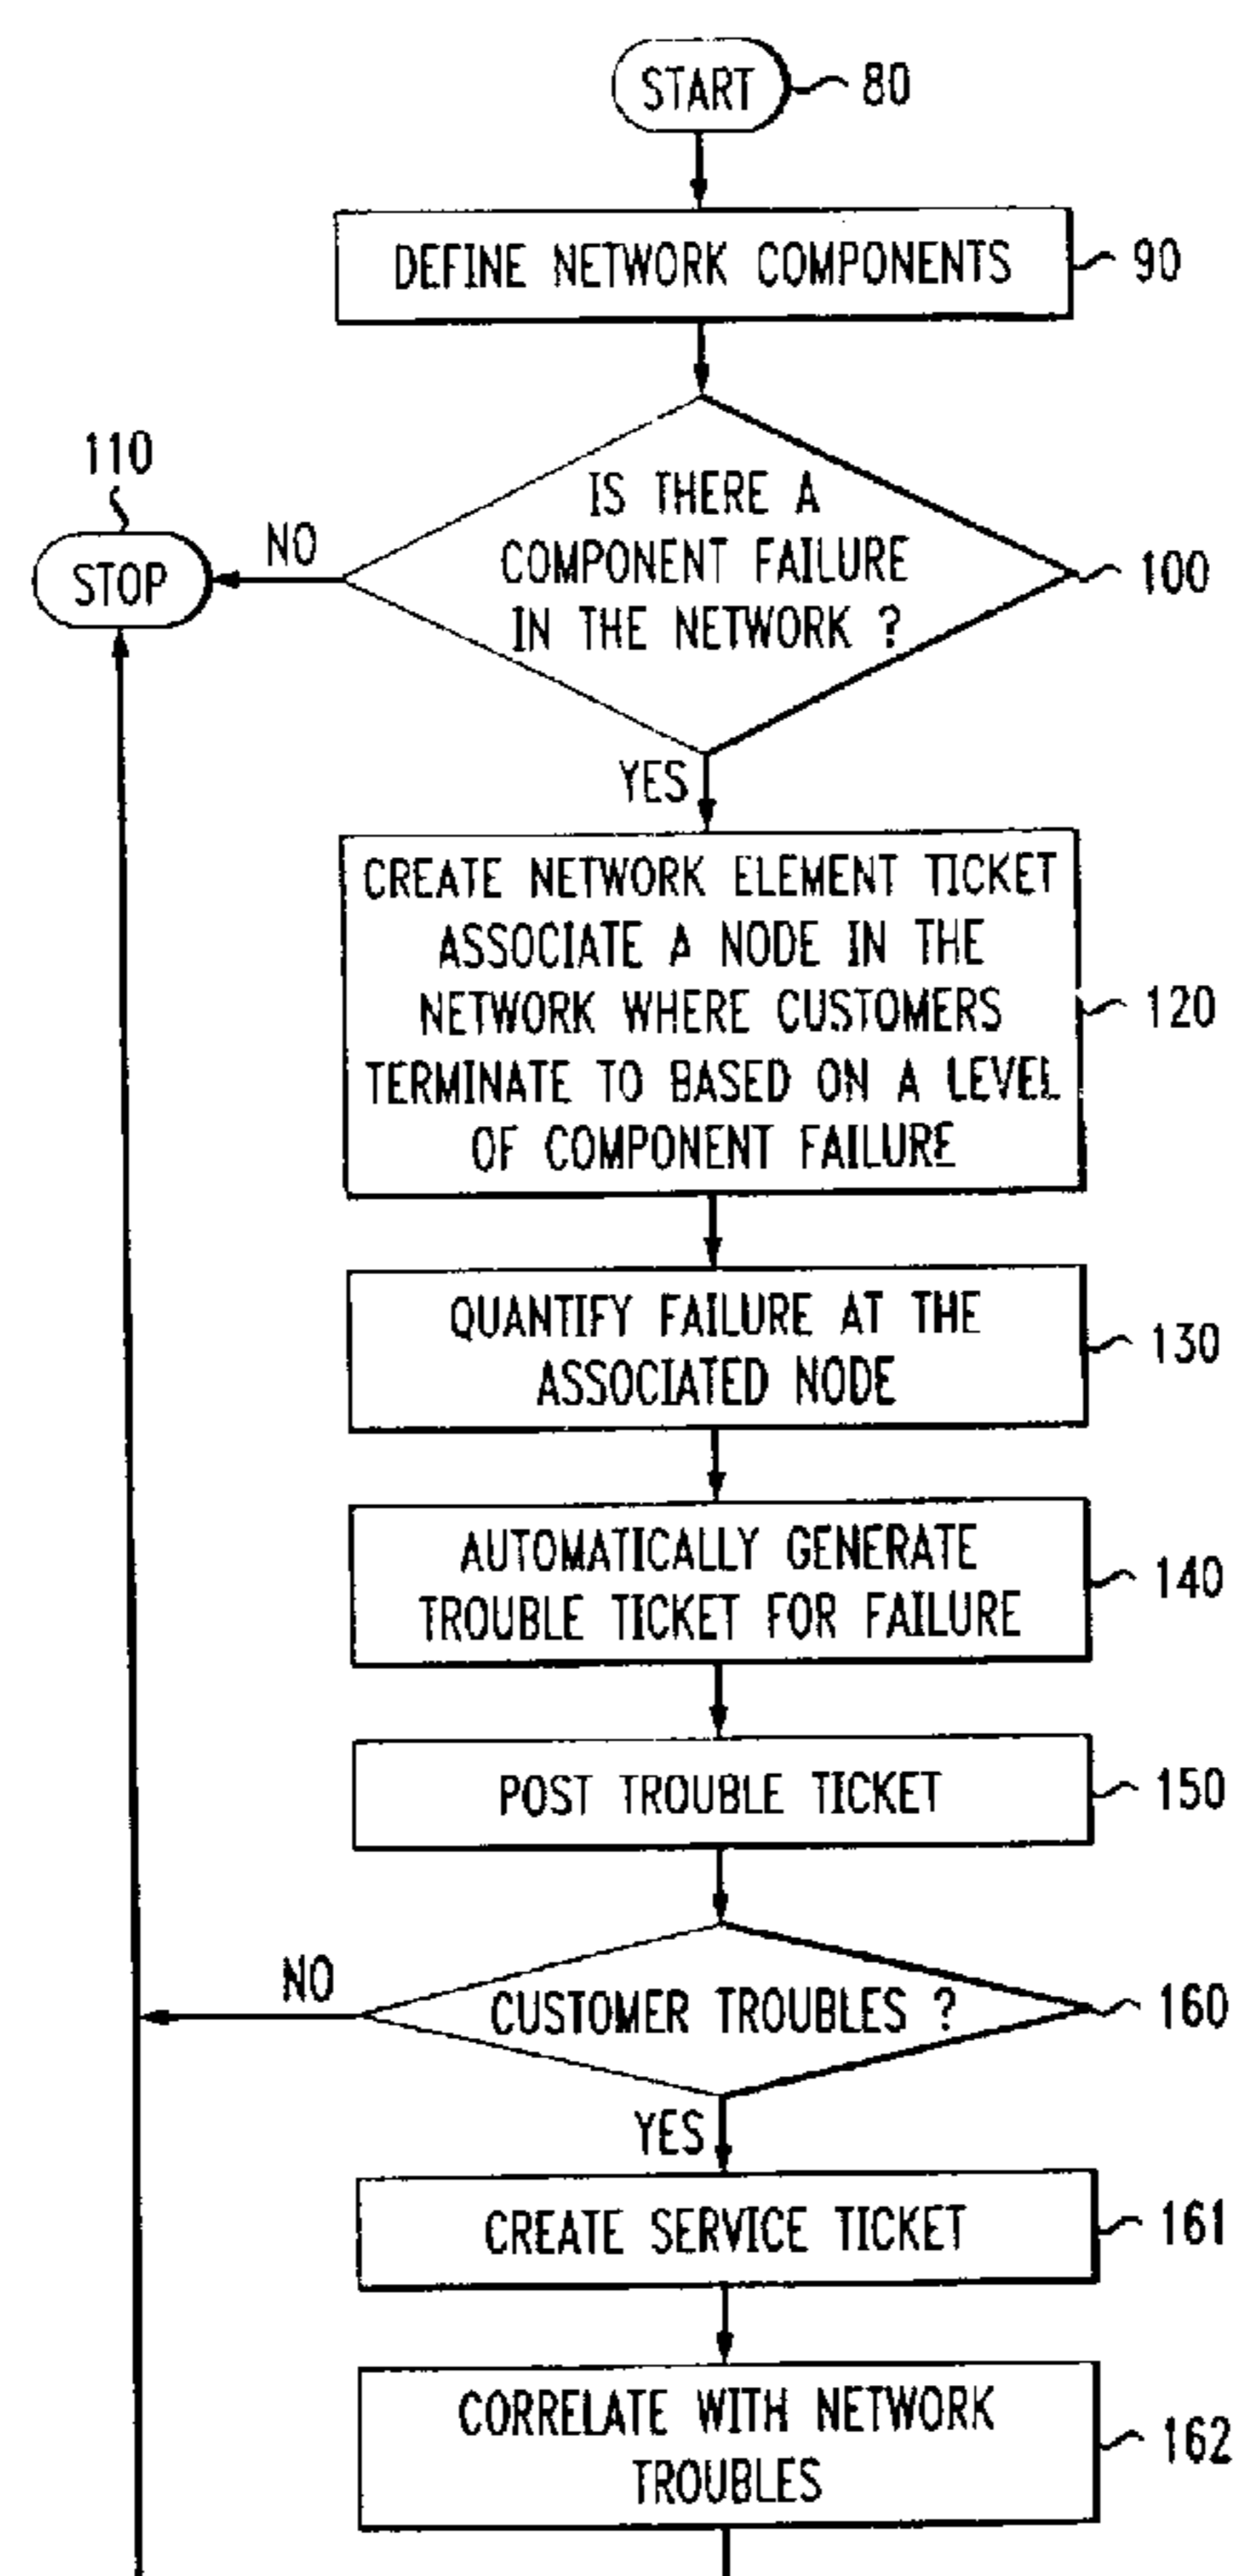 START
80
DEFINE NETWORK COMPONENTS
90
110
STOP
NO
IS THERE A
COMPONENT FAILURE
IN THE NETWORK ?
100
YES
CREATE NETWORK ELEMENT TICKET
ASSOCIATE A NODE IN THE
NETWORK WHERE CUSTOMERS
TERMINATE TO BASED ON A LEVEL
OF COMPONENT FAILURE
120
QUANTIFY FAILURE AT THE
ASSOCIATED NODE
130
AUTOMATICALLY GENERATE
TROUBLE TICKET FOR FAILURE
140
POST TROUBLE TICKET
150
NO
CUSTOMER TROUBLES ?
160
YES
CREATE SERVICE TICKET
161
CORRELATE WITH NETWORK
TROUBLES
162